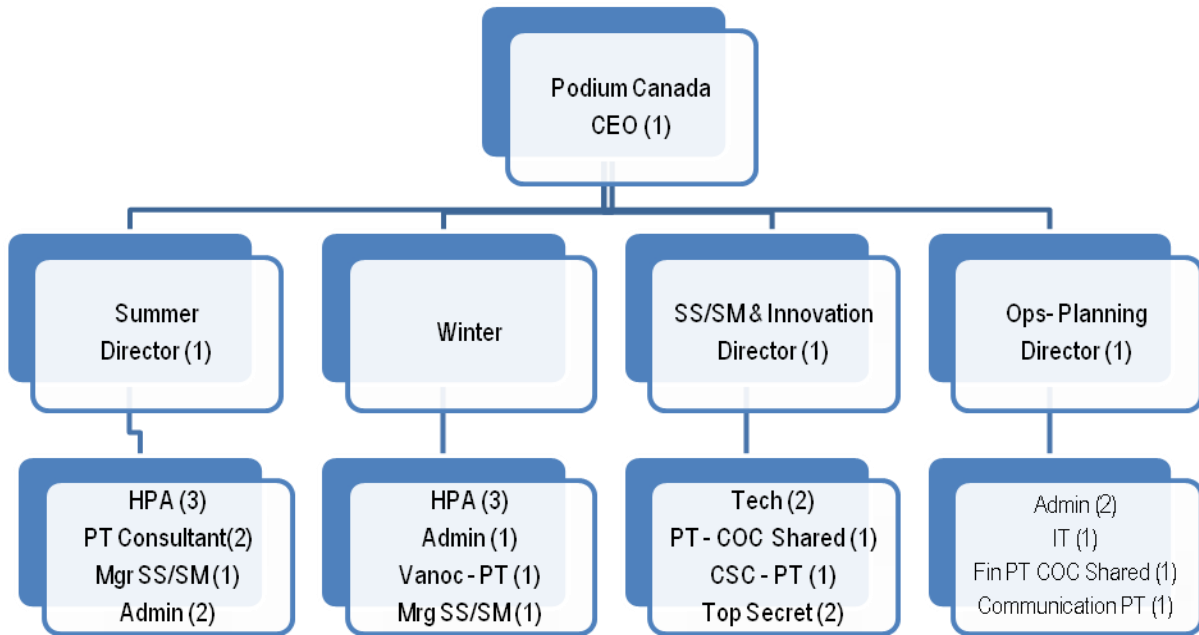 Podium Canada
CEO (1)
Summer
Director (1)
Winter
SS/SM & Innovation
Director (1)
Ops- Planning
Director (1)
HPA (3)
PT Consultant(2)
Mgr SS/SM (1)
Admin (2)
HPA (3)
Admin (1)
Vanoc - PT (1)
Mrg SS/SM (1)
Tech (2)
PT - COC Shared (1)
CSC - PT (1)
Top Secret (2)
Admin (2)
IT (1)
Fin PT COC Shared (1)
Communication PT (1)